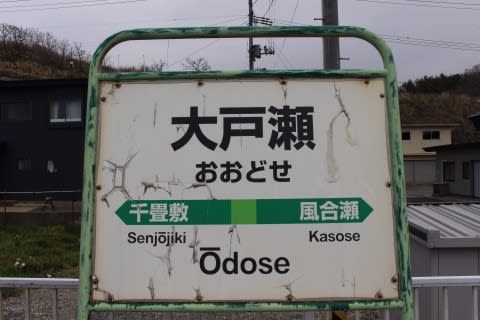 大戸瀬
おおどせ
千畳敷 風合瀬
Senjōjiki Kasose
Ōdose